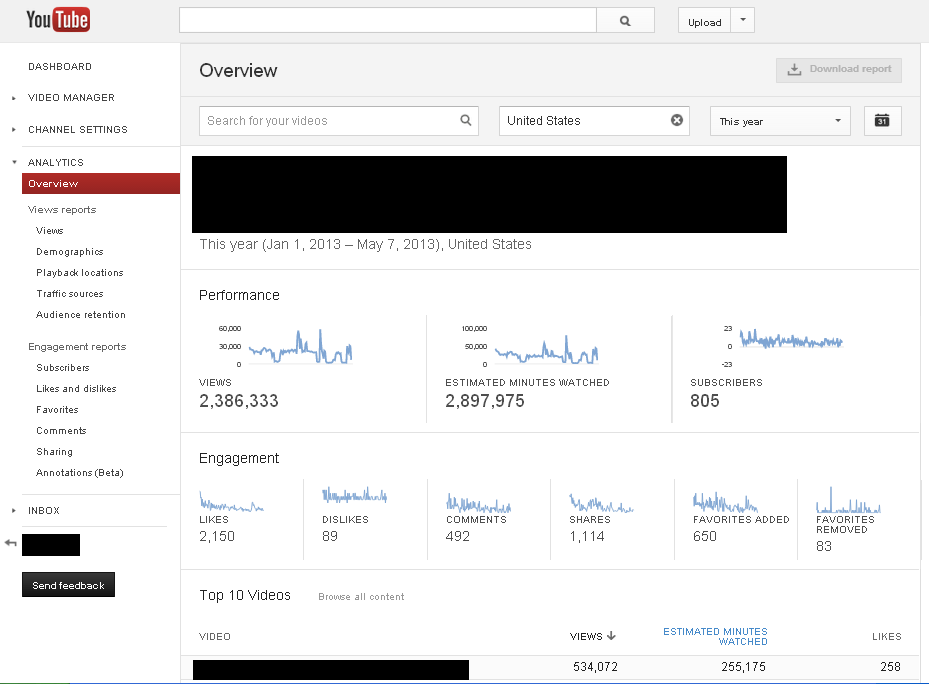 YouTube
Upload
DASHBOARD
VIDEO MANAGER
CHANNEL SETTINGS
ANALYTICS
Overview
Views reports
Views
Demographics
Playback locations
Traffic sources
Audience retention
Engagement reports
Subscribers
Likes and dislikes
Favorites
Comments
Sharing
Annotations (Beta)
INBOX
Send feedback
Overview
Download report
Search for your videos
United States
This year
31
This year (Jan 1, 2013 – May 7, 2013), United States
Performance
60,000
30,000
0
VIEWS
2,386,333
100,000
50,000
0
ESTIMATED MINUTES WATCHED
2,897,975
23
0
-23
SUBSCRIBERS
805
Engagement
LIKES
2,150
DISLIKES
89
COMMENTS
492
SHARES
1,114
FAVORITES ADDED
650
FAVORITES
REMOVED
83
Top 10 Videos Browse all content
VIDEO VIEWS ESTIMATED MINUTES
WATCHED LIKES
534,072 255,175 258